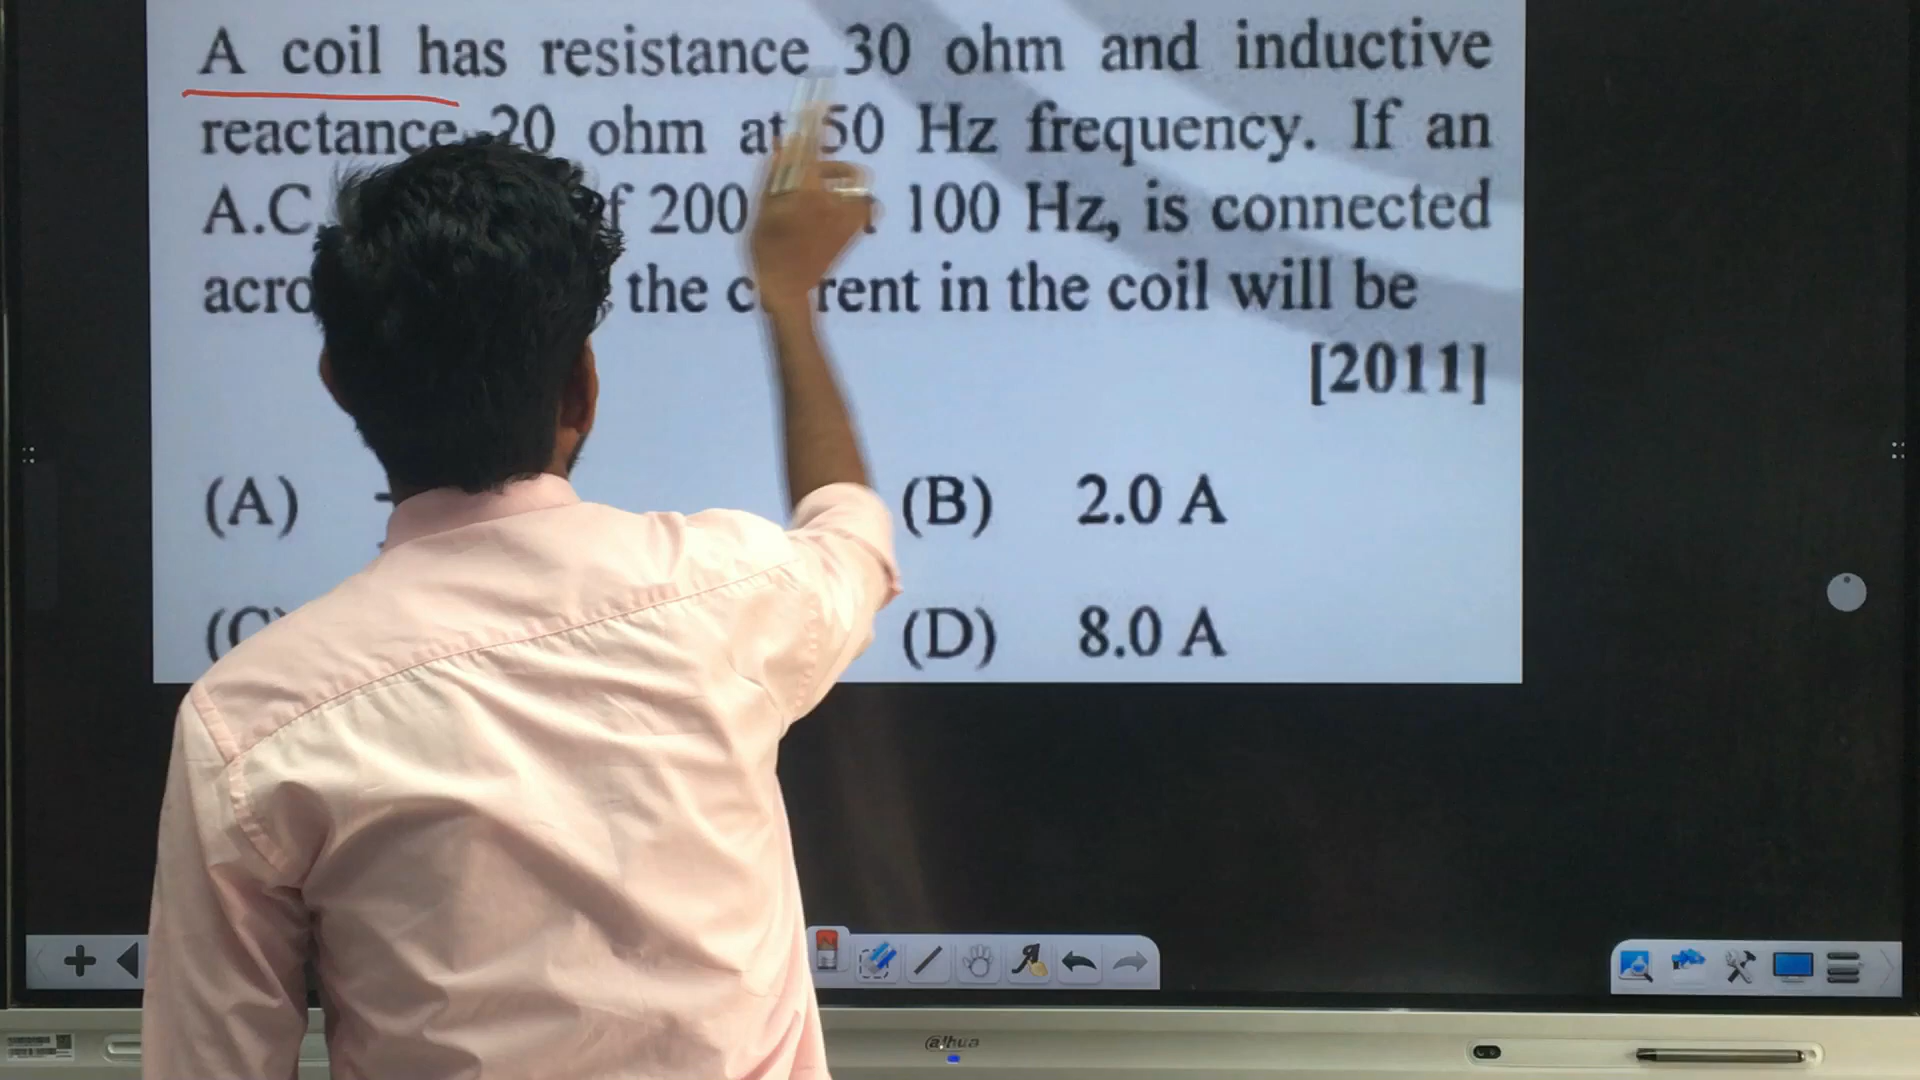 A coil has resistance 30 ohm and inductive
reactance 20 ohm at 50 Hz frequency. If an
A.C. 200 100 Hz, is connected
the in the coil will be
[2011]
(A)
(B) 2.0 A
(D) 8.0 A
alhua